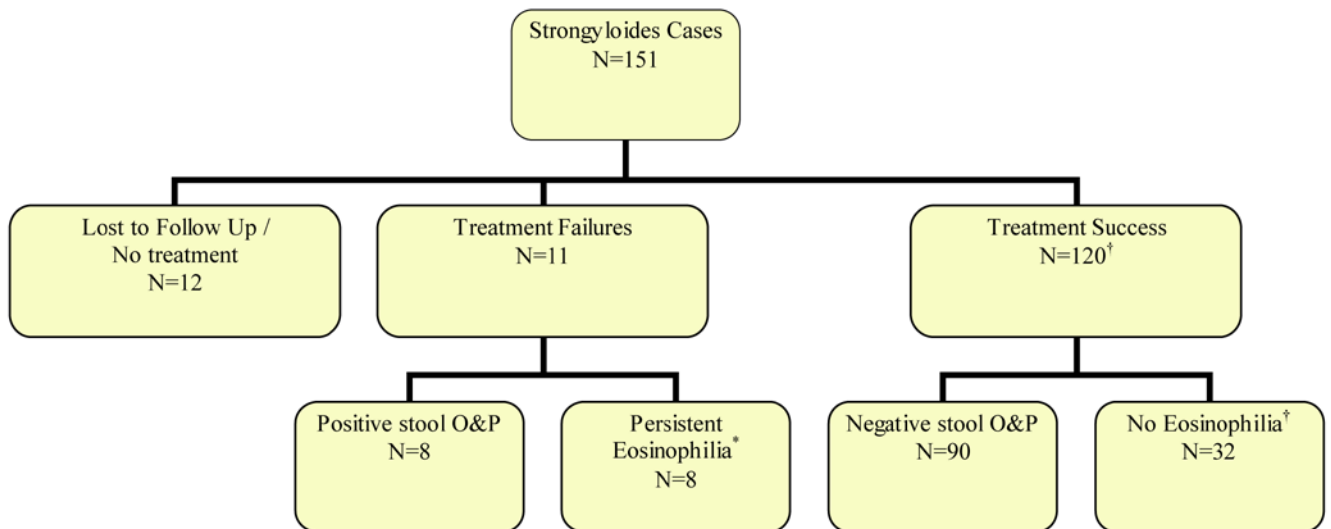 Strongyloides Cases
N=151
Lost to Follow Up /
No treatment
N=12
Treatment Failures
N=11
Treatment Success
N=120†
Positive stool O&P
N=8
Persistent
Eosinophilia*
N=8
Negative stool O&P
N=90
No Eosinophilia†
N=32